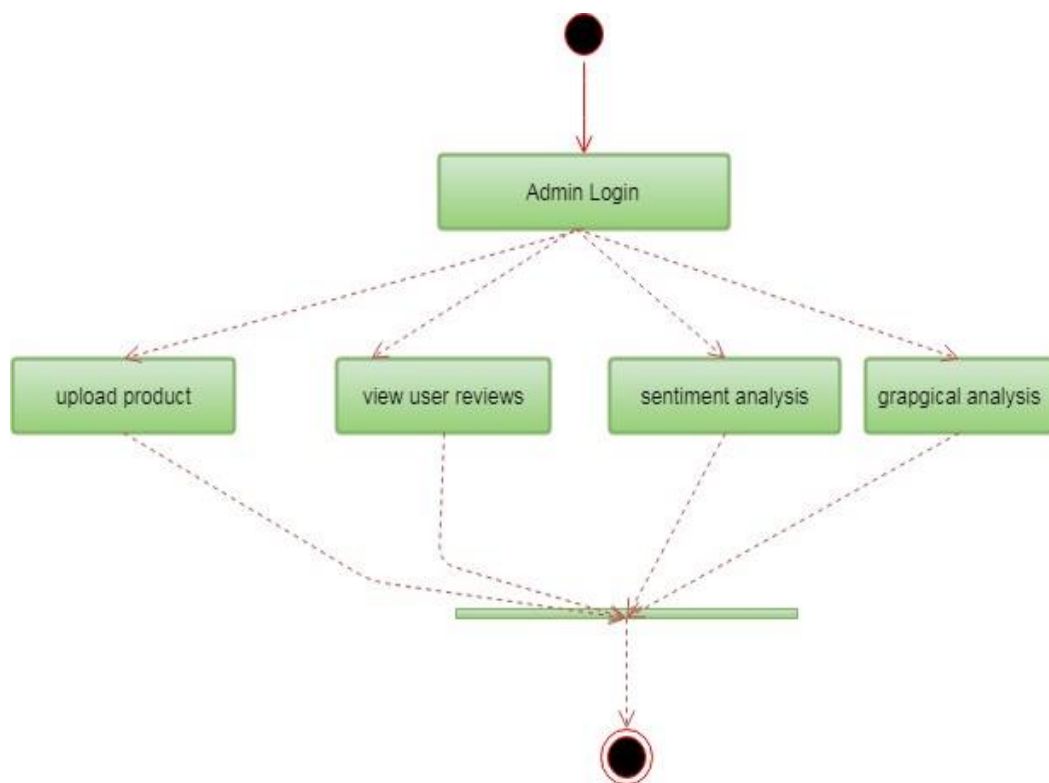 Admin Login
upload product
view user reviews
sentiment analysis
grapgical analysis